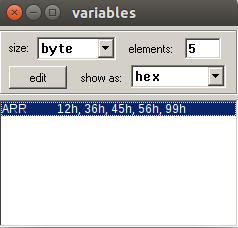 variables
size: byte elements: 5
edit show as: hex
ARR 12h, 36h, 45h, 56h, 99h